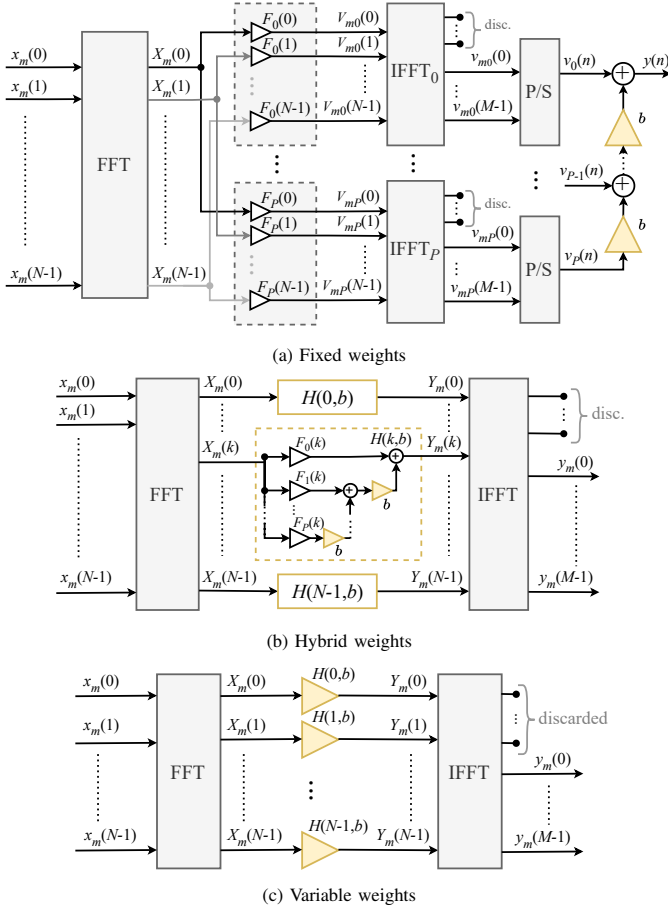 x_m(0)
x_m(1)
x_m(N-1)
FFT
X_m(0)
X_m(1)
X_m(N-1)
F_0(0)
F_0(1)
F_0(N-1)
V_m0(0)
V_m0(1)
V_m0(N-1)
IFFT_0
disc.
v_m0(0)
v_m0(M-1)
P/S
v_0(n)
y(n)
b
F_P(0)
F_P(1)
F_P(N-1)
V_mP(0)
V_mP(1)
V_mP(N-1)
IFFT_P
disc.
v_mP(0)
v_mP(M-1)
P/S
v_P-1(n)
b
v_P(n)
(a) Fixed weights
x_m(0)
x_m(1)
x_m(N-1)
FFT
X_m(0)
X_m(k)
X_m(N-1)
H(0,b)
F_0(k)
F_1(k)
F_P(k)
H(k,b)
b
b
H(N-1,b)
Y_m(0)
Y_m(k)
Y_m(N-1)
IFFT
disc.
y_m(0)
y_m(M-1)
(b) Hybrid weights
x_m(0)
x_m(1)
x_m(N-1)
FFT
X_m(0)
X_m(1)
X_m(N-1)
H(0,b)
H(1,b)
H(N-1,b)
Y_m(0)
Y_m(1)
Y_m(N-1)
IFFT
discarded
y_m(0)
y_m(M-1)
(c) Variable weights